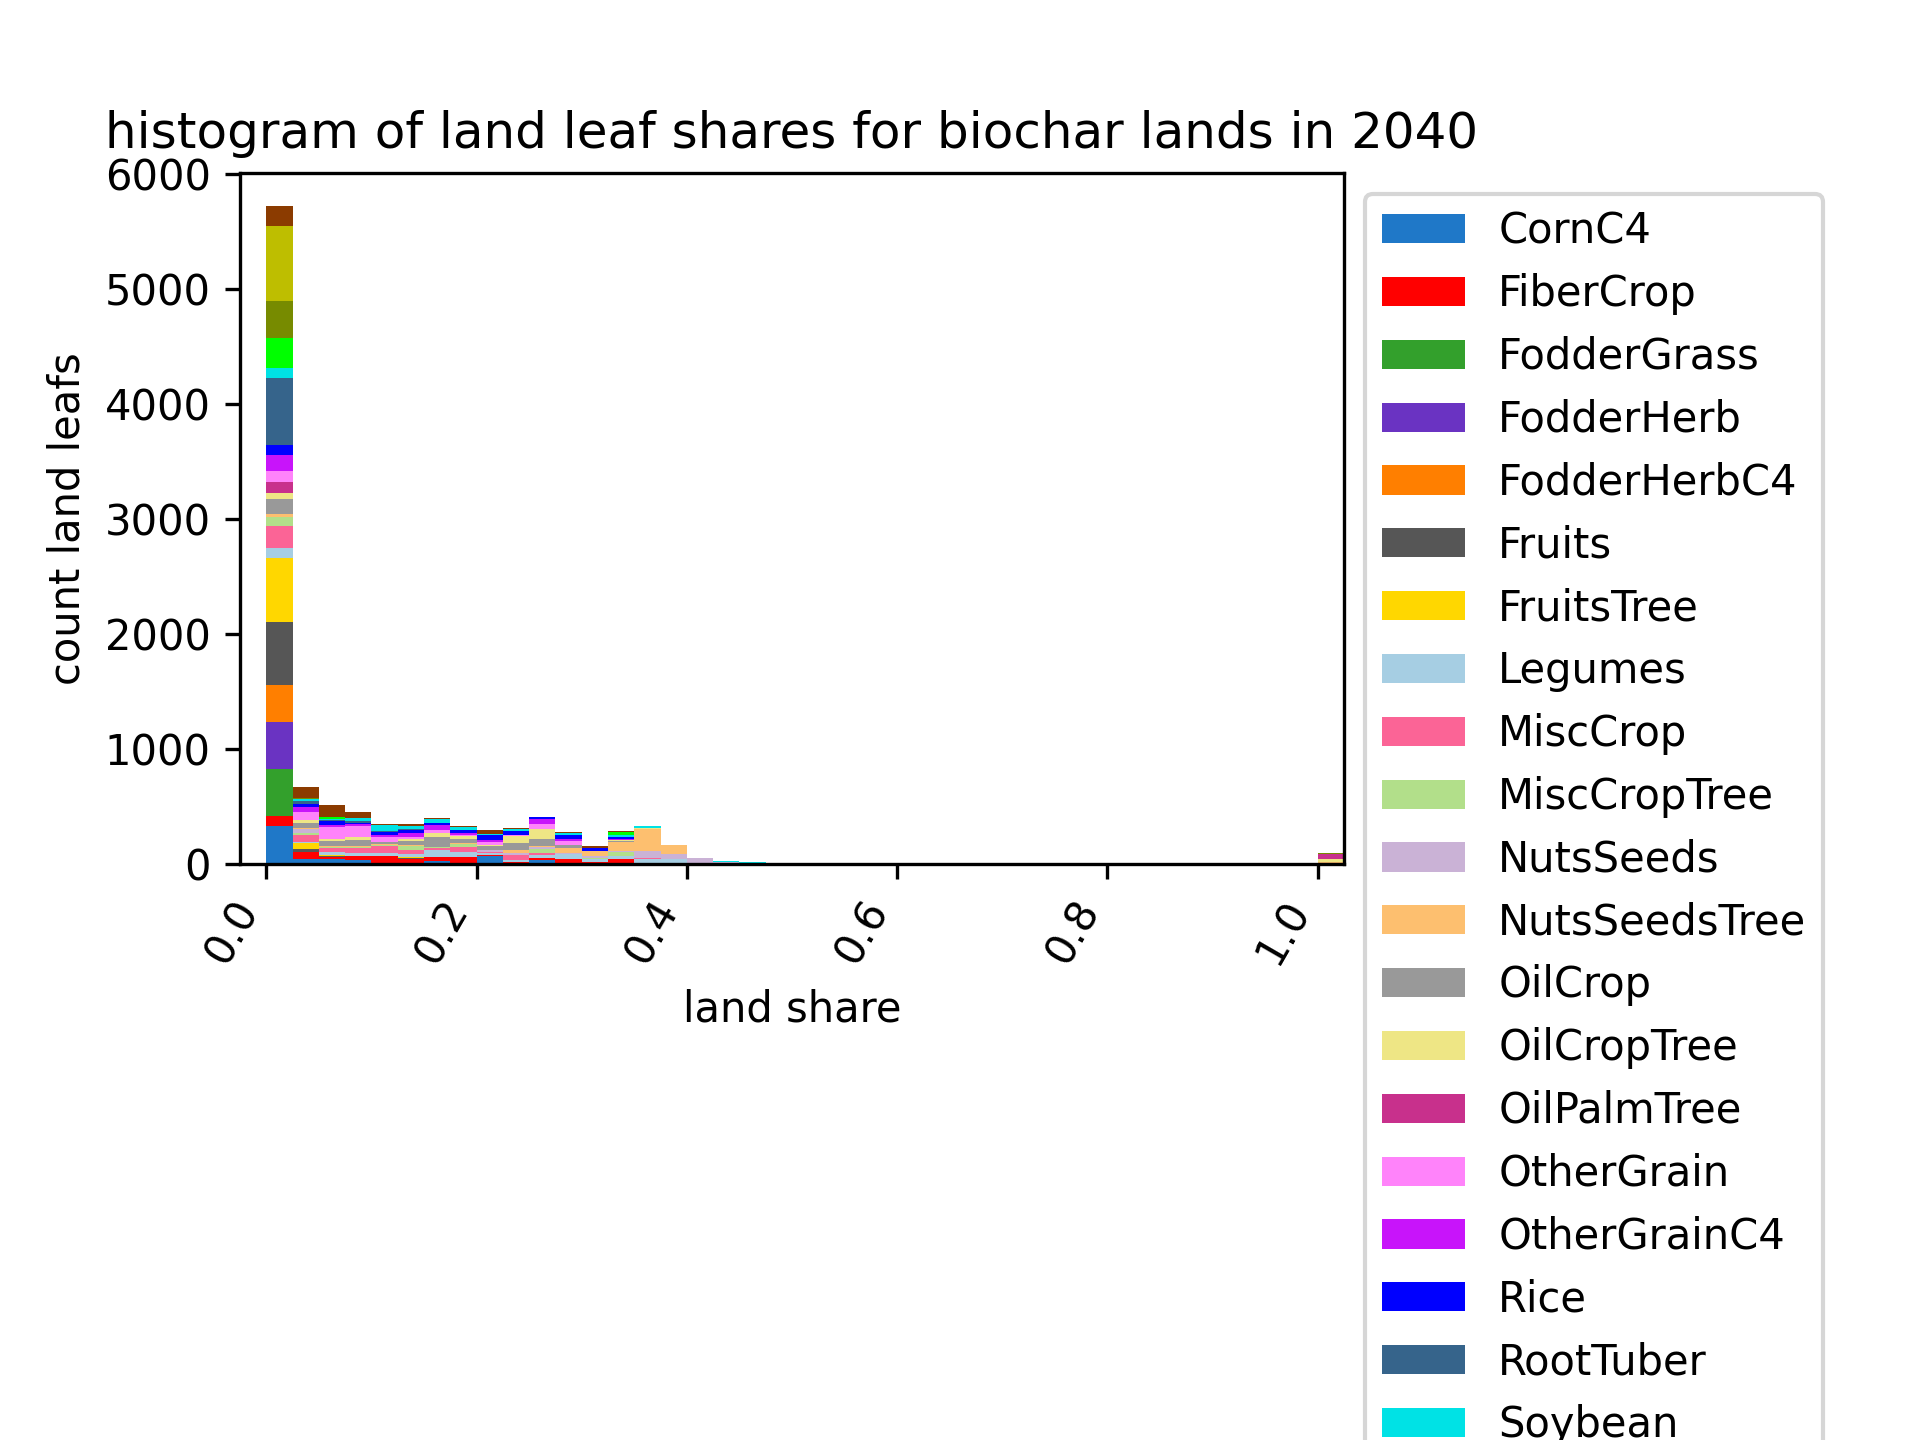 histogram of land leaf shares for biochar lands in 2040
6000
5000
4000
3000
2000
1000
0
count land leafs
0.0
0.2
0.4
0.6
0.8
1.0
land share
CornC4
FiberCrop
FodderGrass
FodderHerb
FodderHerbC4
Fruits
FruitsTree
Legumes
MiscCrop
MiscCropTree
NutsSeeds
NutsSeedsTree
OilCrop
OilCropTree
OilPalmTree
OtherGrain
OtherGrainC4
Rice
RootTuber
Soybean